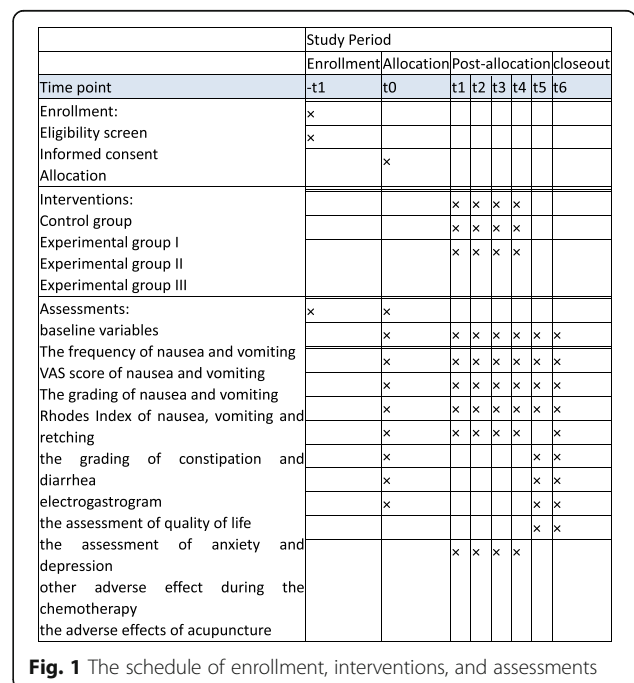 Study Period
Enrollment Allocation Post-allocation closeout
Time point -t1 t0 t1 t2 t3 t4 t5 t6
Enrollment:
×
Eligibility screen
×
Informed consent
×
Allocation
Interventions:
× × × ×
Control group
× × × ×
Experimental group I
× × × ×
Experimental group II
Experimental group III
Assessments:
× ×
baseline variables
× × × × × × ×
The frequency of nausea and vomiting
× × × × × × ×
VAS score of nausea and vomiting
× × × × × × ×
The grading of nausea and vomiting
× × × × × × ×
Rhodes Index of nausea, vomiting and
retching
× × × × × ×
the grading of constipation and
× × ×
diarrhea
× × ×
electrogastrogram
× × ×
the assessment of quality of life
× ×
the assessment of anxiety and
× × × ×
depression
other adverse effect during the
chemotherapy
the adverse effects of acupuncture
Fig. 1 The schedule of enrollment, interventions, and assessments